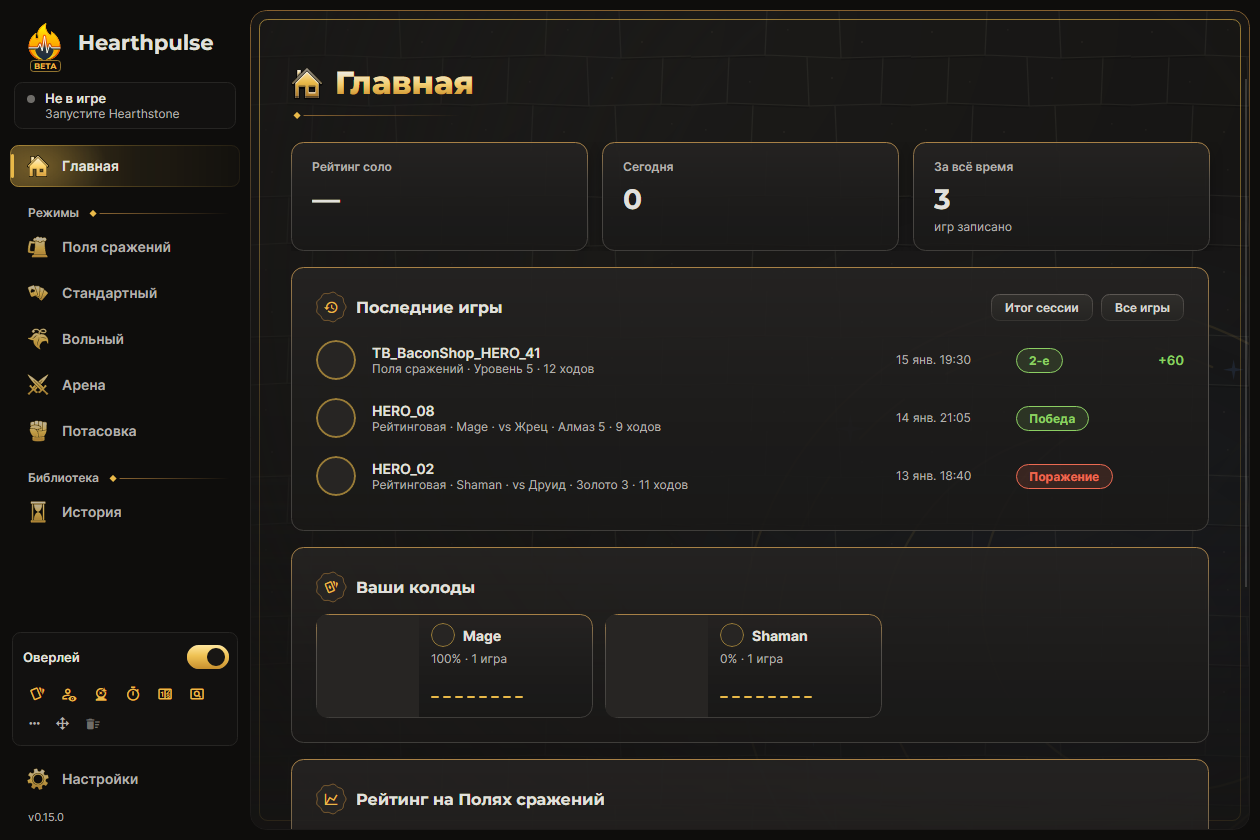 Hearthpulse
BETA
Не в игре
Запустите Hearthstone
Главная
Режимы
Поля сражений
Стандартный
Вольный
Арена
Потасовка
Библиотека
История
Оверлей
Настройки
v0.15.0
Главная
Рейтинг соло
—
Сегодня
0
За всё время
3
игр записано
Последние игры
Итог сессии
Все игры
TB_BaconShop_HERO_41
Поля сражений · Уровень 5 · 12 ходов
15 янв. 19:30
2-е
+60
HERO_08
Рейтинговая · Mage · vs Жрец · Алмаз 5 · 9 ходов
14 янв. 21:05
Победа
HERO_02
Рейтинговая · Shaman · vs Друид · Золото 3 · 11 ходов
13 янв. 18:40
Поражение
Ваши колоды
Mage
100% · 1 игра
Shaman
0% · 1 игра
Рейтинг на Полях сражений